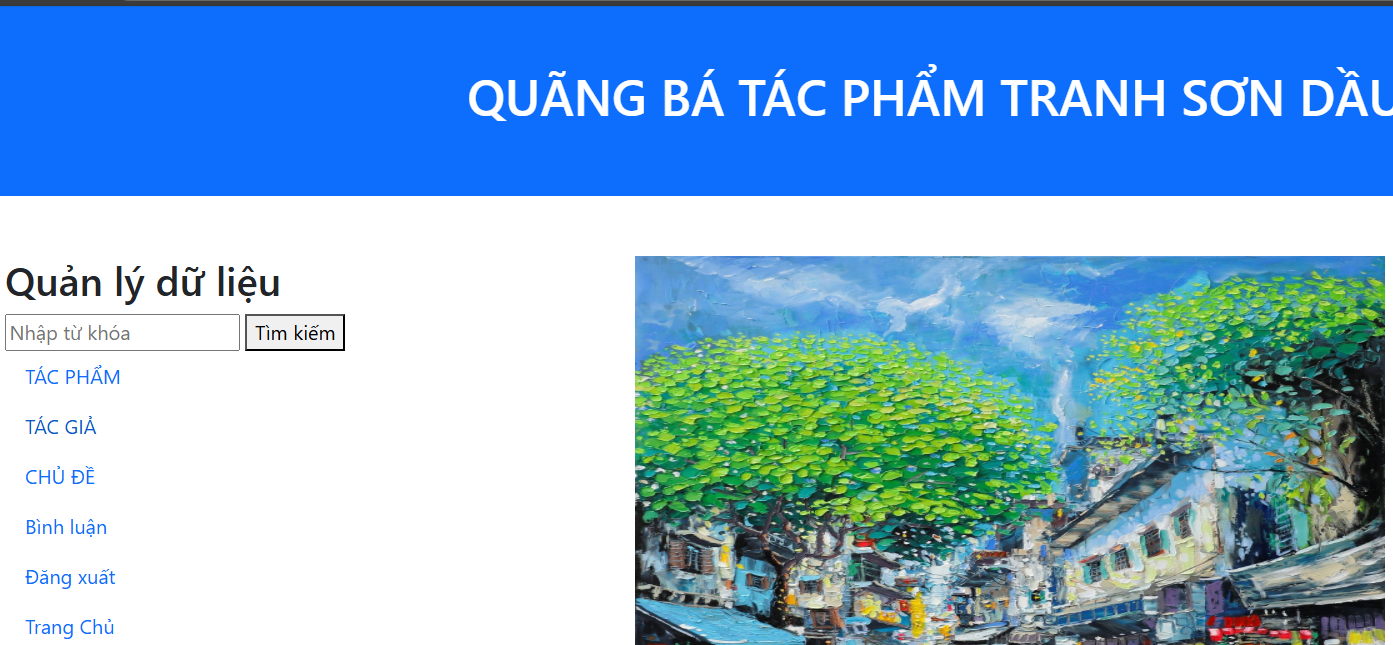 QUÃNG BÁ TÁC PHẨM TRANH SƠN DẦU
Quản lý dữ liệu
Nhập từ khóa Tìm kiếm
TÁC PHẨM
TÁC GIẢ
CHỦ ĐỀ
Bình luận
Đăng xuất
Trang Chủ